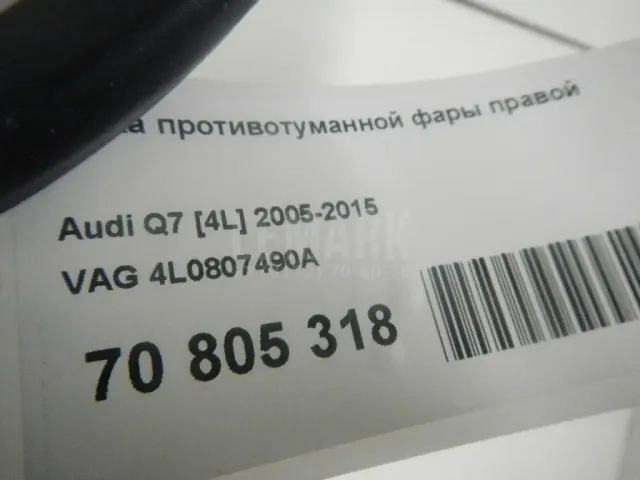 противотуманной фары правой
Audi Q7 [4L] 2005-2015
VAG 4L0807490A
70 805 318